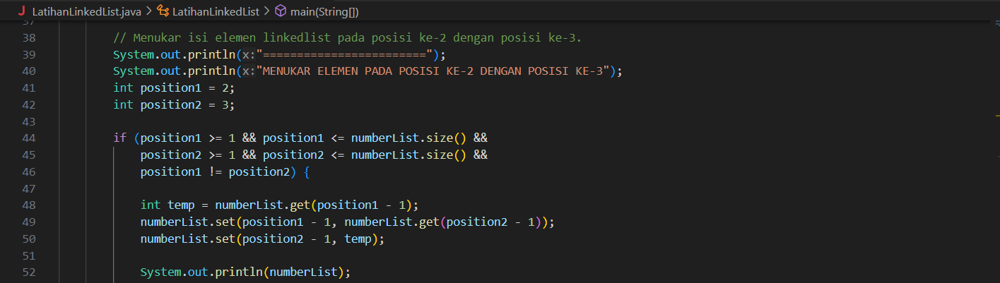 LatihanLinkedList.java > LatihanLinkedList > main(String[])
37
38 // Menukar isi elemen linkedlist pada posisi ke-2 dengan posisi ke-3.
39 System.out.println(x:"========================");
40 System.out.println(x:"MENUKAR ELEMEN PADA POSISI KE-2 DENGAN POSISI KE-3");
41 int position1 = 2;
42 int position2 = 3;
43
44 if (position1 >= 1 && position1 <= numberList.size() &&
45 position2 >= 1 && position2 <= numberList.size() &&
46 position1 != position2) {
47
48 int temp = numberList.get(position1 - 1);
49 numberList.set(position1 - 1, numberList.get(position2 - 1));
50 numberList.set(position2 - 1, temp);
51
52 System.out.println(numberList);